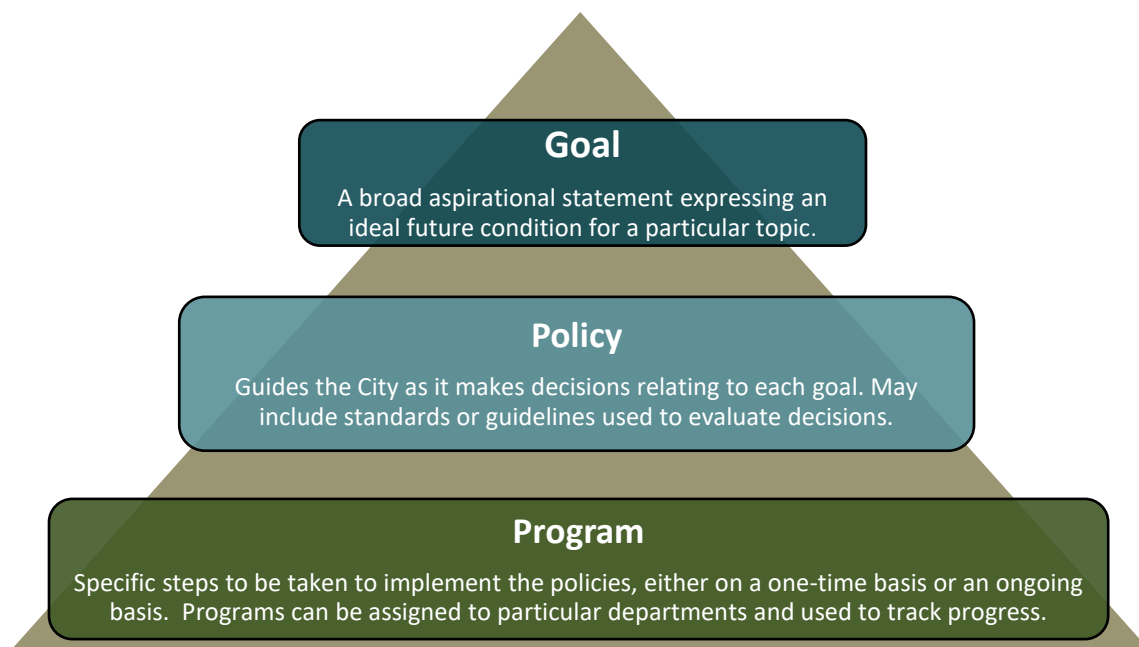 Goal
A broad aspirational statement expressing an
ideal future condition for a particular topic.
Policy
Guides the City as it makes decisions relating to each goal. May
include standards or guidelines used to evaluate decisions.
Program
Specific steps to be taken to implement the policies, either on a one-time basis or an ongoing
basis.  Programs can be assigned to particular departments and used to track progress.